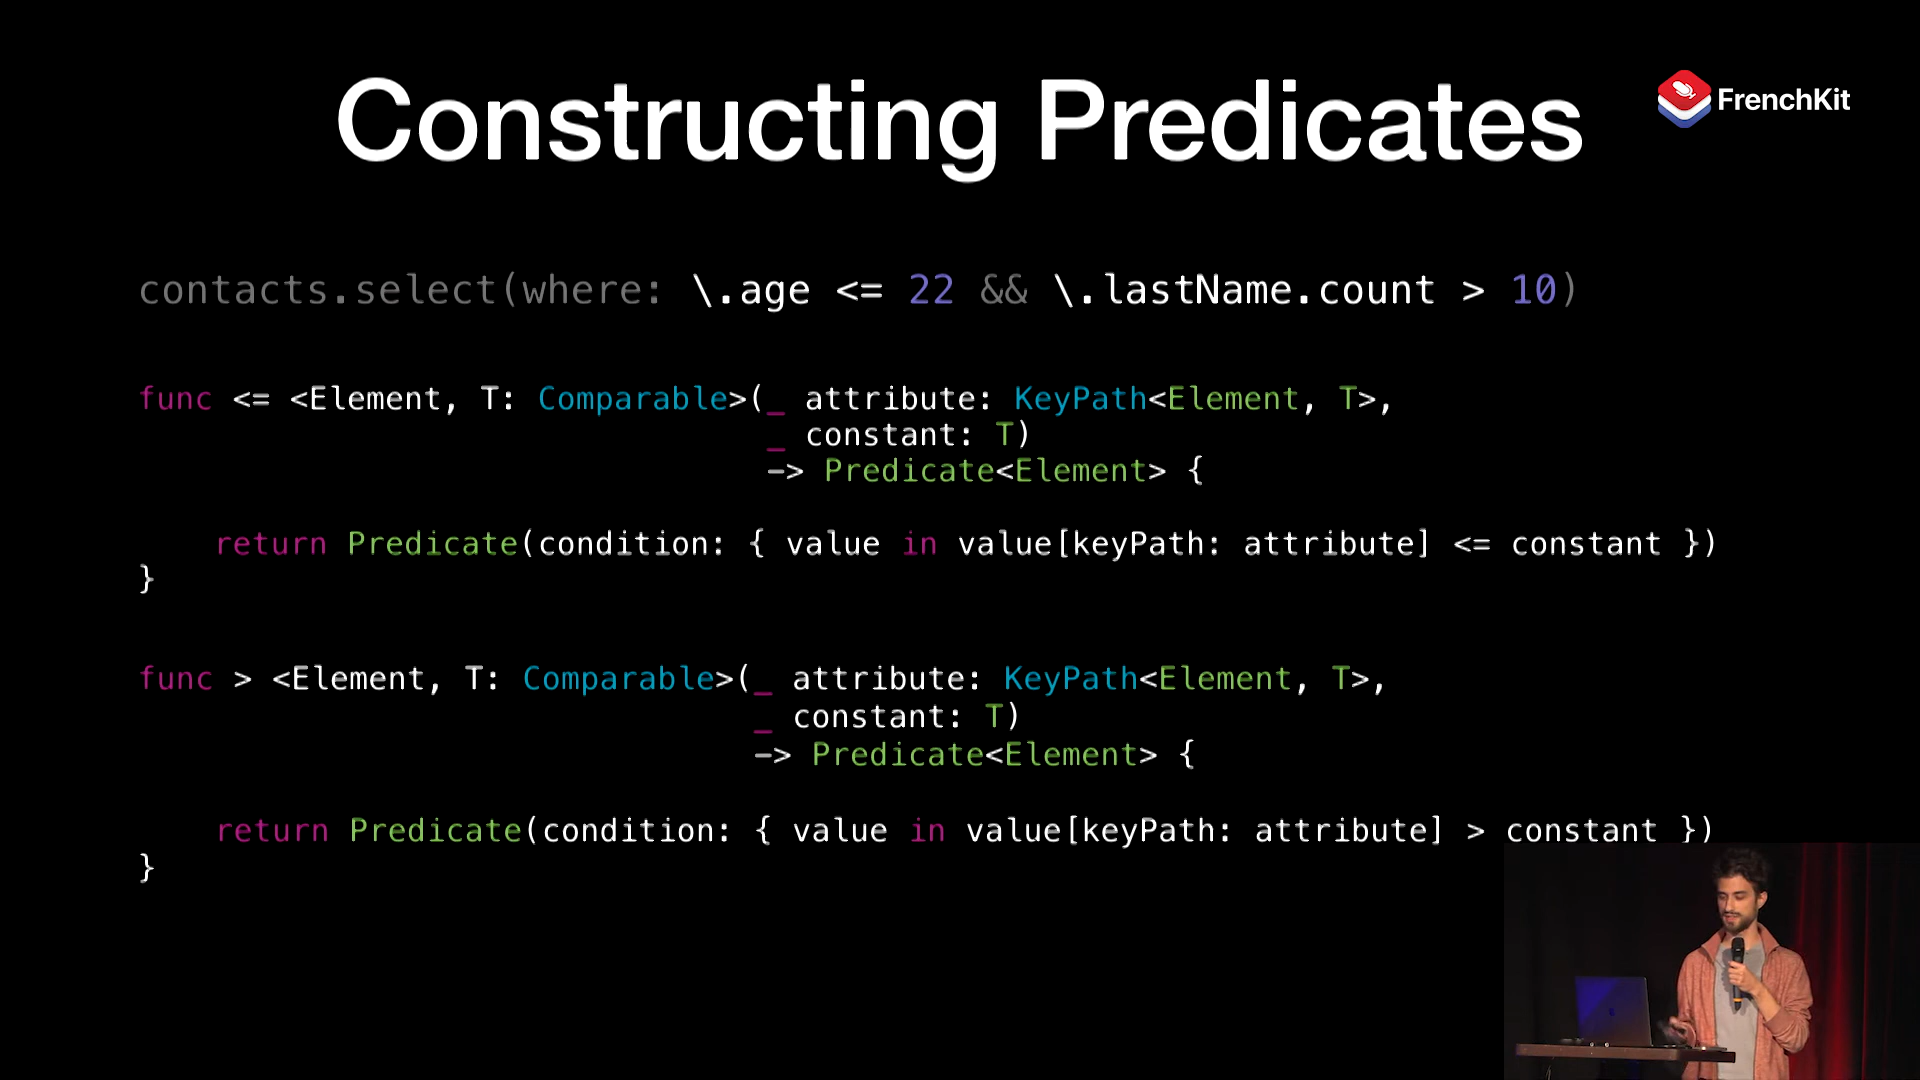 Constructing Predicates
FrenchKit
contacts.select(where: \.age <= 22 && \.lastName.count > 10)
func <= <Element, T: Comparable>(_ attribute: KeyPath<Element, T>,
_ constant: T)
-> Predicate<Element> {
return Predicate(condition: { value in value[keyPath: attribute] <= constant })
}
func > <Element, T: Comparable>(_ attribute: KeyPath<Element, T>,
_ constant: T)
-> Predicate<Element> {
return Predicate(condition: { value in value[keyPath: attribute] > constant })
}